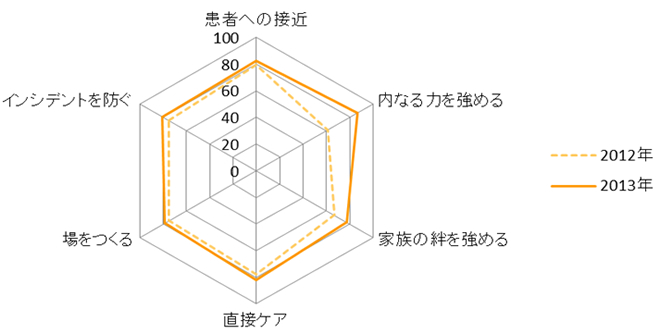 患者への接近
100
80
60
40
20
0
内なる力を強める
家族の絆を強める
直接ケア
場をつくる
インシデントを防ぐ
2012年
2013年